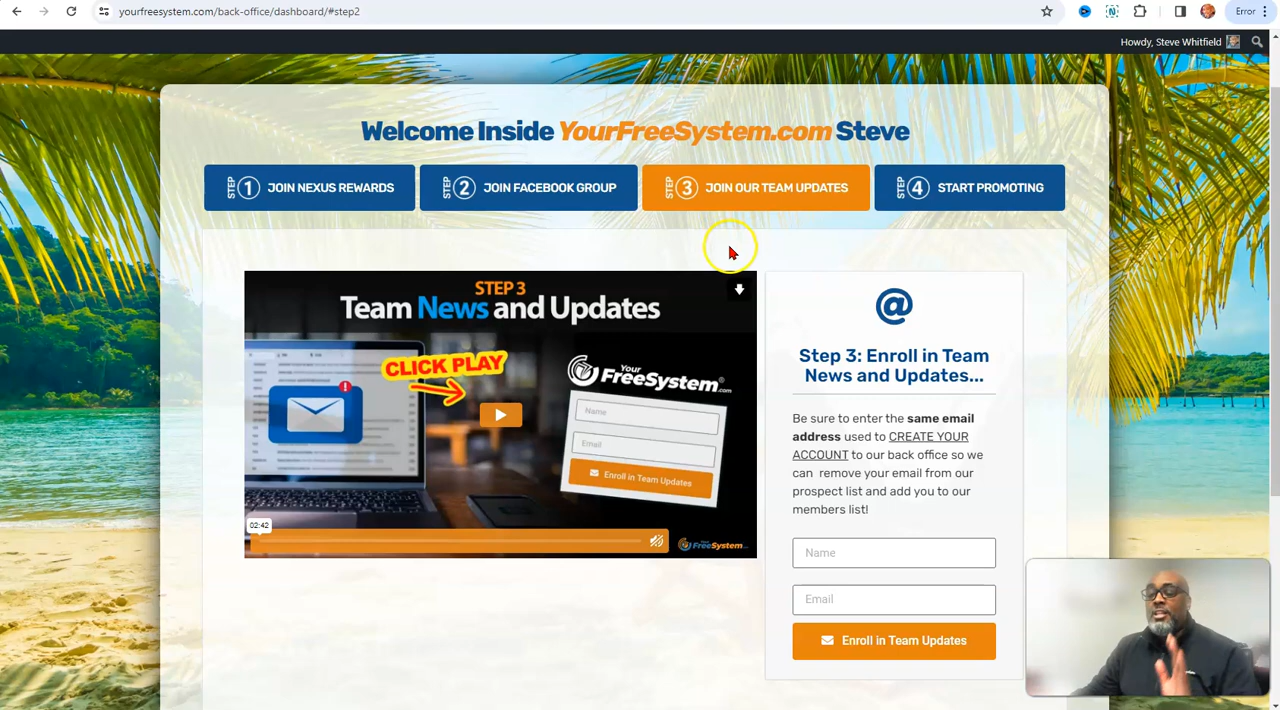 yourfreesystem.com/back-office/dashboard/#step2
Error
Howdy, Steve Whitfield
Welcome Inside YourFreeSystem.com Steve
STEP 1 JOIN NEXUS REWARDS
STEP 2 JOIN FACEBOOK GROUP
STEP 3 JOIN OUR TEAM UPDATES
STEP 4 START PROMOTING
STEP 3
Team News and Updates
CLICK PLAY
Your
FreeSystem.com
Name
Email
Enroll in Team Updates
02:42
FreeSystem
@
Step 3: Enroll in Team
News and Updates...
Be sure to enter the same email
address used to CREATE YOUR
ACCOUNT to our back office so we
can remove your email from our
prospect list and add you to our
members list!
Name
Email
Enroll in Team Updates